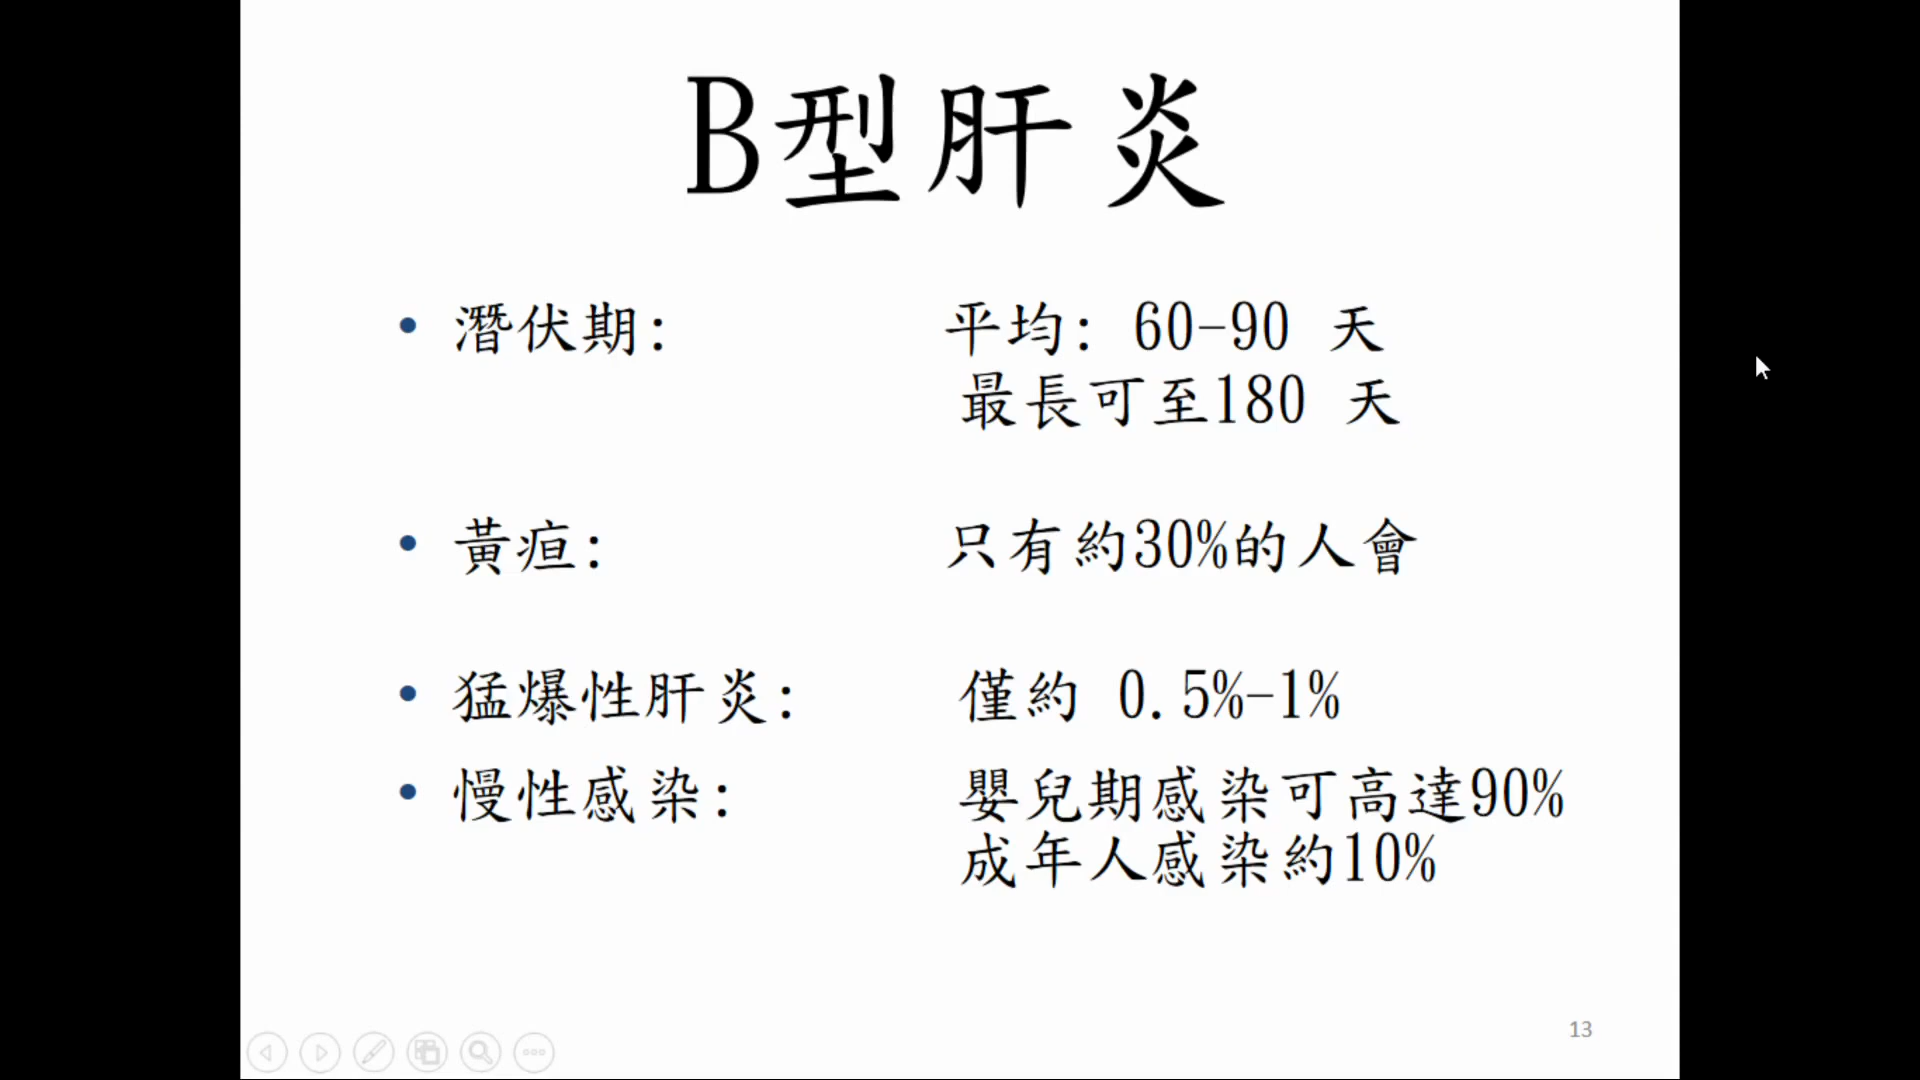 B型肝炎
• 潛伏期: 平均: 60-90 天
最長可至180 天
• 黃疸: 只有約30%的人會
• 猛爆性肝炎: 僅約 0.5%-1%
• 慢性感染: 嬰兒期感染可高達90%
成年人感染約10%
13